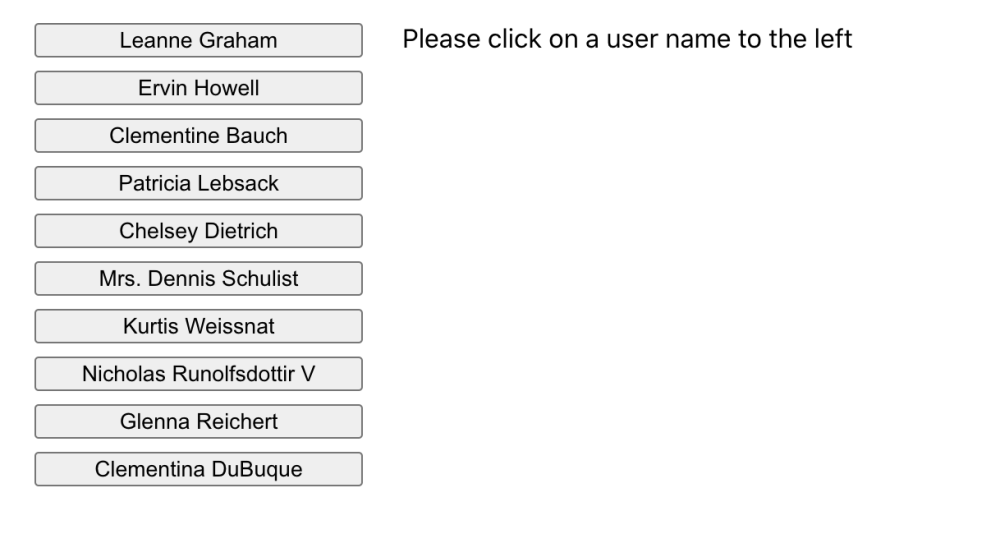 Leanne Graham
Please click on a user name to the left
Ervin Howell
Clementine Bauch
Patricia Lebsack
Chelsey Dietrich
Mrs. Dennis Schulist
Kurtis Weissnat
Nicholas Runolfsdottir V
Glenna Reichert
Clementina DuBuque